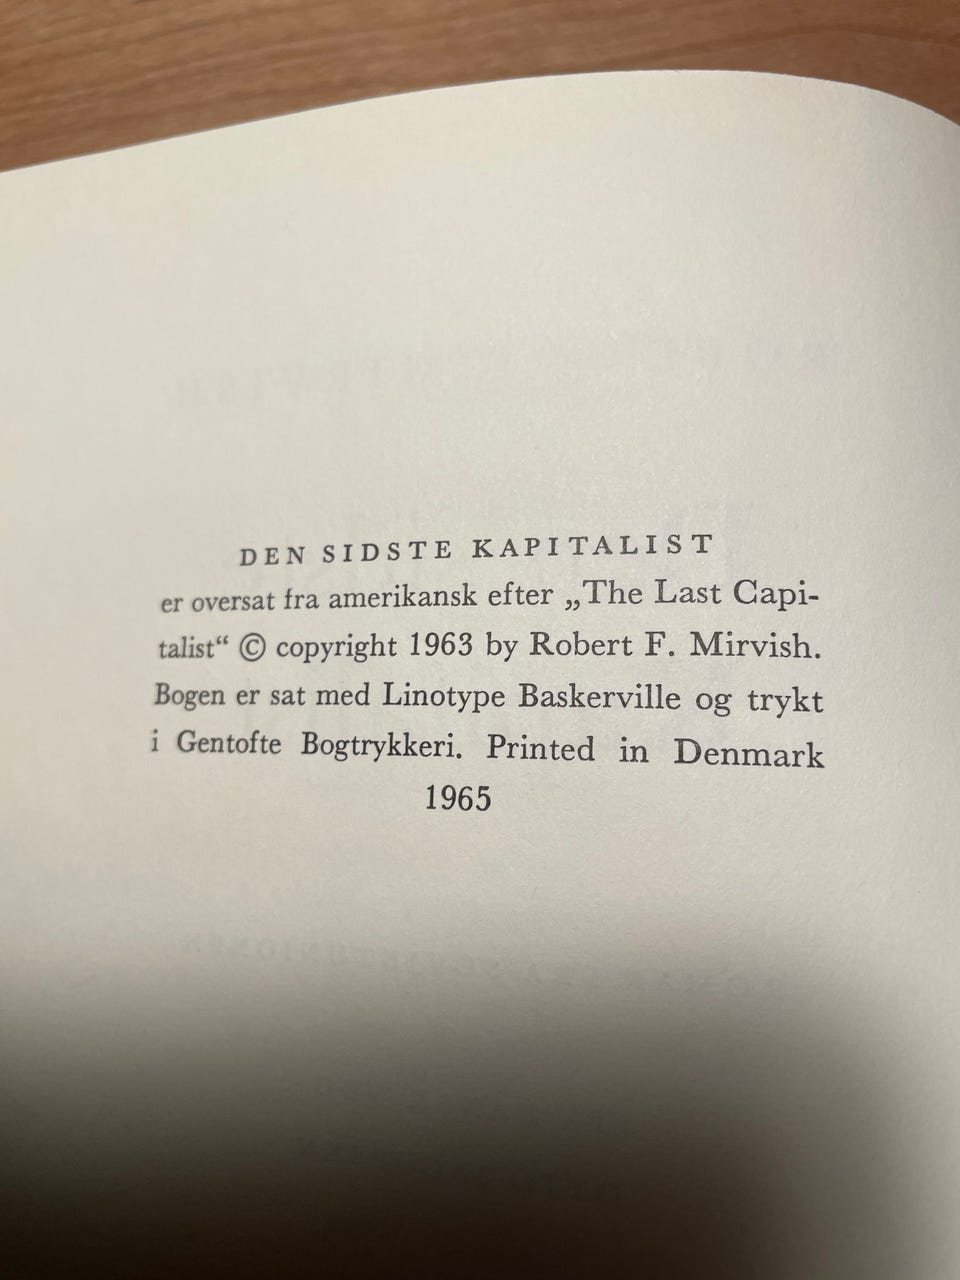 DEN SIDSTE KAPITALIST
er oversat fra amerikansk efter „The Last Capi-
talist“ © copyright 1963 by Robert F. Mirvish.
Bogen er sat med Linotype Baskerville og trykt
i Gentofte Bogtrykkeri. Printed in Denmark
1965